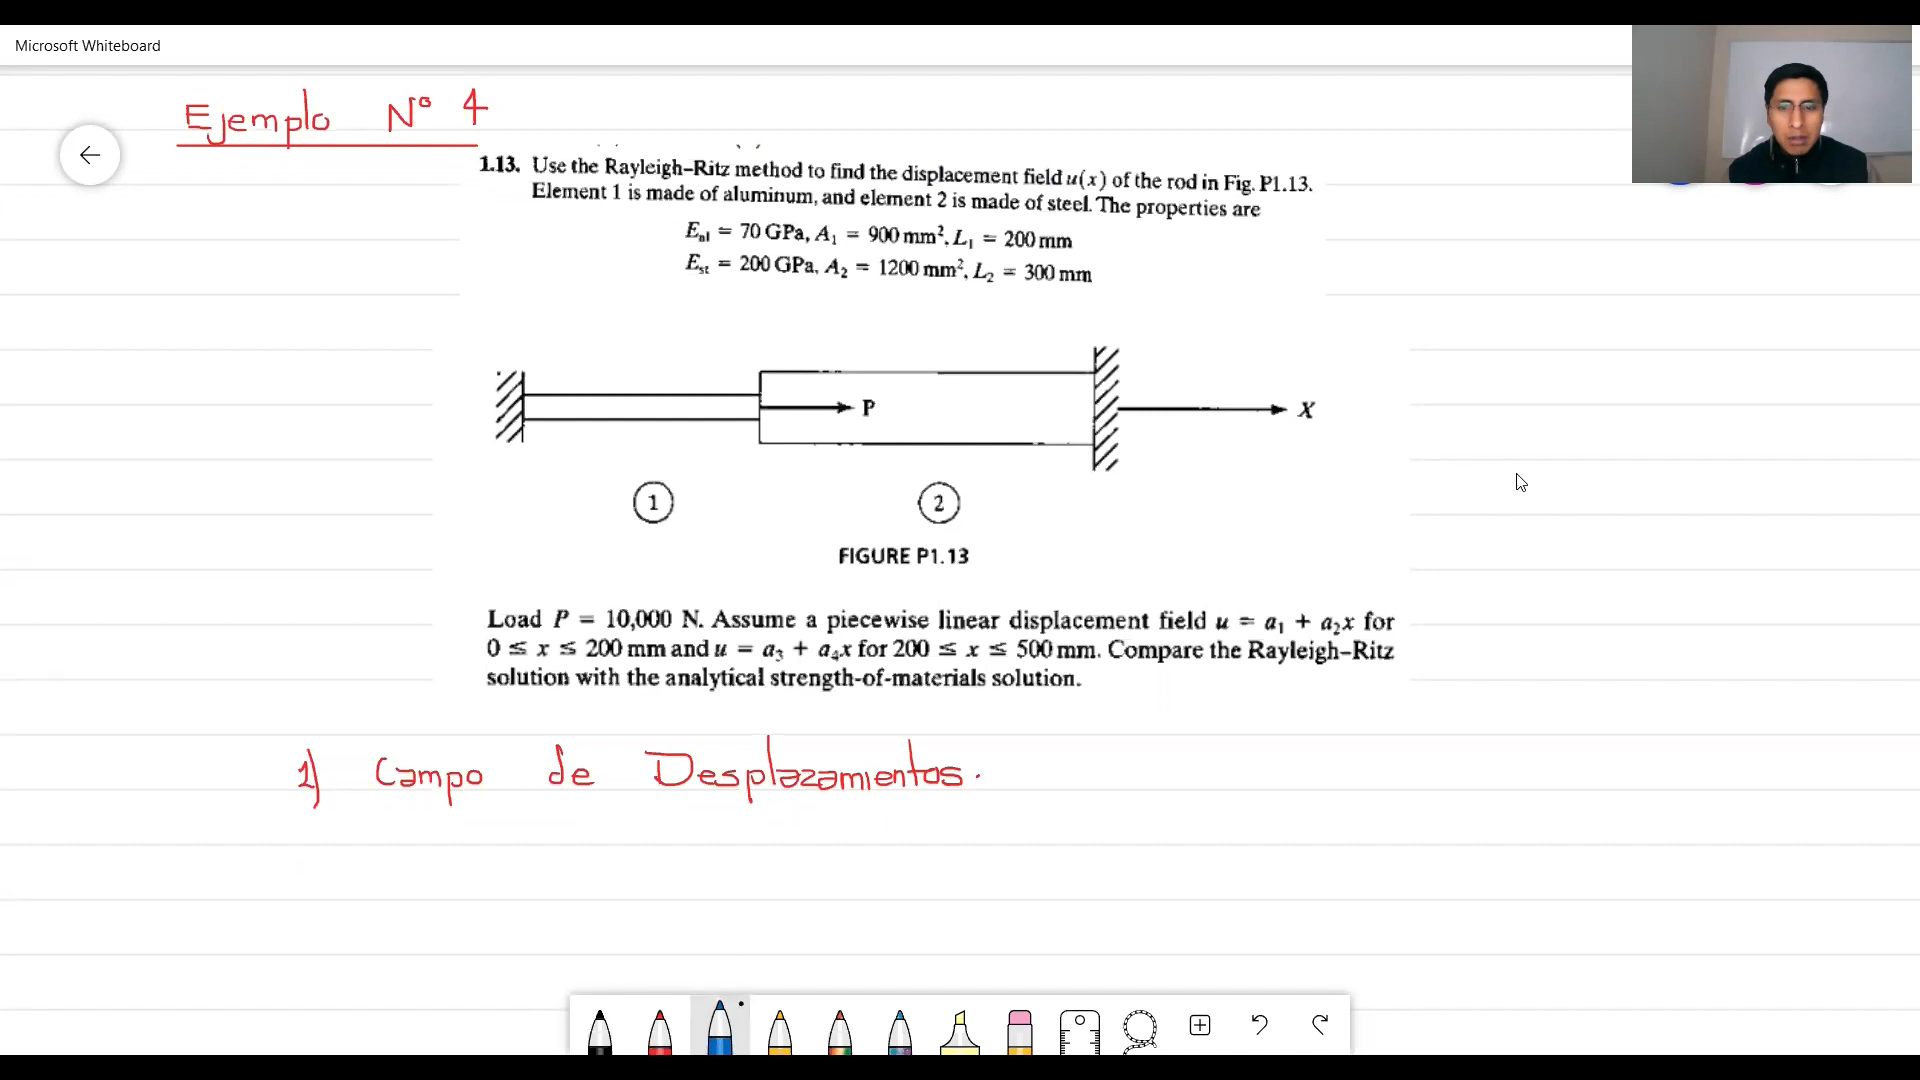 Microsoft Whiteboard
Ejemplo N° 4
1.13. Use the Rayleigh–Ritz method to find the displacement field u(x) of the rod in Fig. P1.13.
Element 1 is made of aluminum, and element 2 is made of steel. The properties are
E_al = 70 GPa, A₁ = 900 mm², L₁ = 200 mm
E_st = 200 GPa, A₂ = 1200 mm², L₂ = 300 mm
P
X
1
2
FIGURE P1.13
Load P = 10,000 N. Assume a piecewise linear displacement field u = a₁ + a₂x for
0 ≤ x ≤ 200 mm and u = a₃ + a₄x for 200 ≤ x ≤ 500 mm. Compare the Rayleigh–Ritz
solution with the analytical strength-of-materials solution.
1) Campo de Desplazamientos.